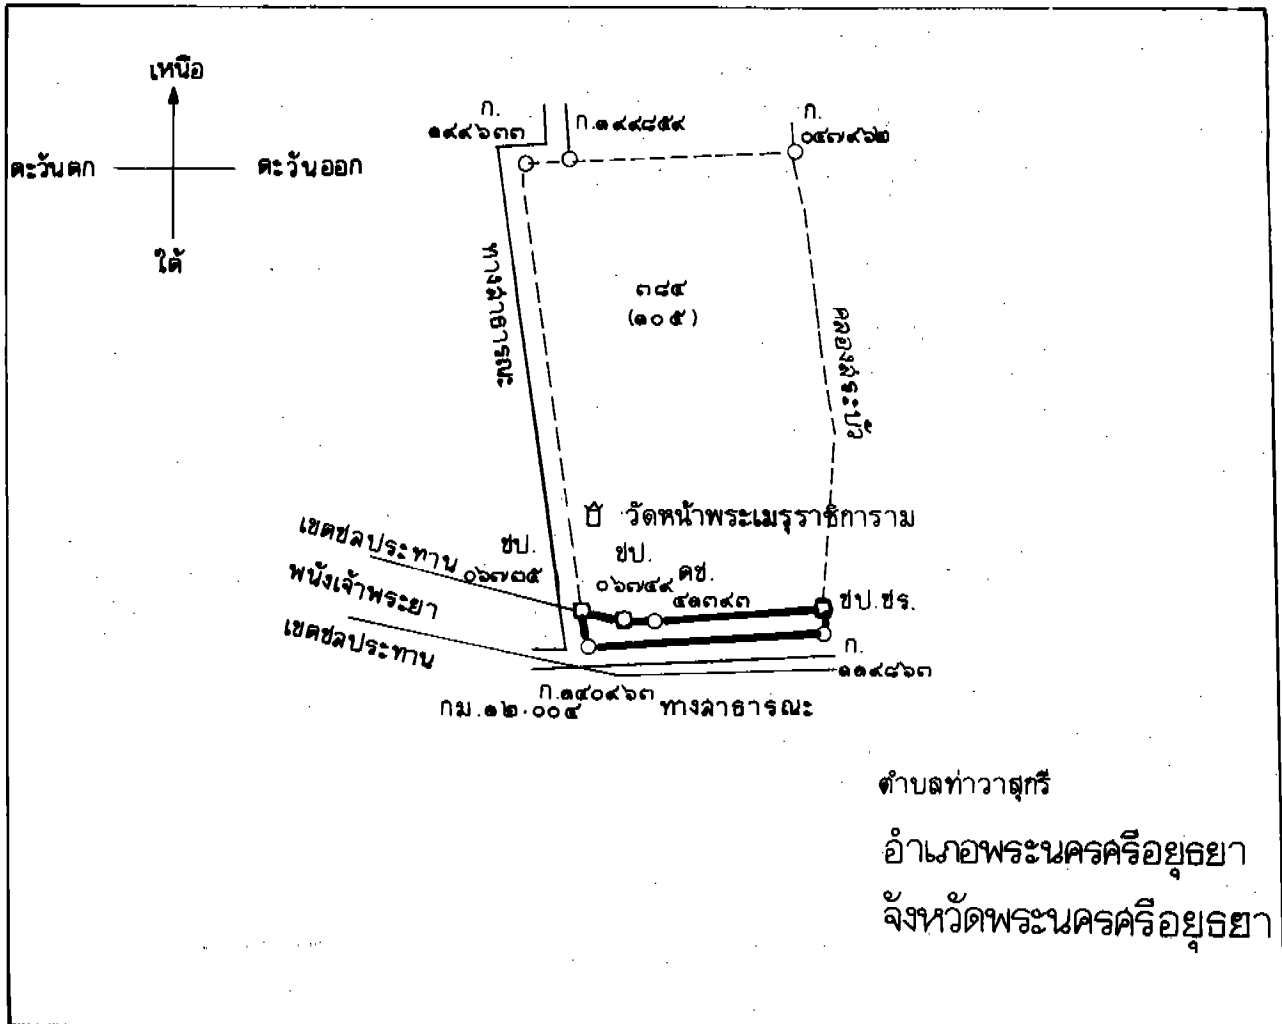 เหนือ
ตะวันตก
ตะวันออก
ใต้
ก.
๑๙๙๖๓๓
ก.๑๙๙๘๕๙
ก.
๐๔๗๙๖๒
ทางสาธารณะ
๓๘๔
(๑๐๕)
คลองสระบัว
วัดหน้าพระเมรุราชิการาม
เขตชลประทาน
ชป.
๐๖๗๓๕
ชป.
๐๖๗๔๙
คช.
๔๑๓๙๓
ชป.ชร.
พนังเจ้าพระยา
เขตชลประทาน
ก.
๑๑๙๘๖๓
ก.๑๔๐๙๖๓
กม.๑๒.๐๐๔
ทางสาธารณะ
ตำบลท่าวาสุกรี
อำเภอพระนครศรีอยุธยา
จังหวัดพระนครศรีอยุธยา